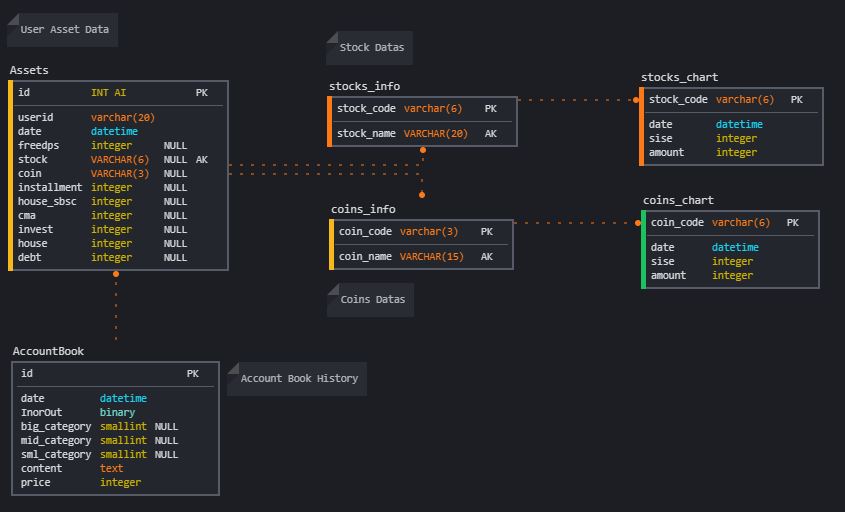 User Asset Data
Assets
id INT AI PK
userid varchar(20)
date datetime
freedps integer NULL
stock VARCHAR(6) NULL AK
coin VARCHAR(3) NULL
installment integer NULL
house_sbsc integer NULL
cma integer NULL
invest integer NULL
house integer NULL
debt integer NULL
Stock Datas
stocks_info
stock_code varchar(6) PK
stock_name VARCHAR(20) AK
stocks_chart
stock_code varchar(6) PK
date datetime
sise integer
amount integer
coins_info
coin_code varchar(3) PK
coin_name VARCHAR(15) AK
Coins Datas
coins_chart
coin_code varchar(6) PK
date datetime
sise integer
amount integer
AccountBook
id PK
date datetime
InorOut binary
big_category smallint NULL
mid_category smallint NULL
sml_category smallint NULL
content text
price integer
Account Book History